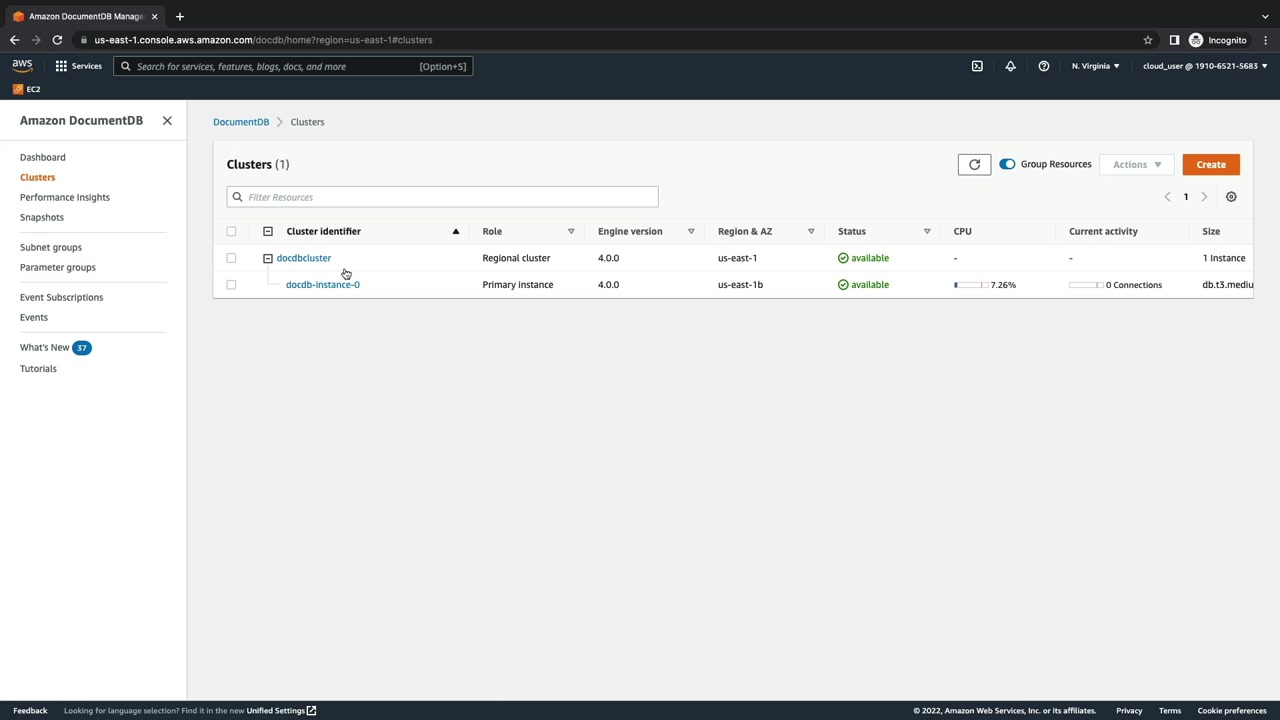 Amazon DocumentDB Manage
us-east-1.console.aws.amazon.com/docdb/home?region=us-east-1#clusters
Incognito
aws
Services
Search for services, features, blogs, docs, and more
[Option+S]
N. Virginia
cloud_user @ 1910-6521-5683
EC2
Amazon DocumentDB
Dashboard
Clusters
Performance Insights
Snapshots
Subnet groups
Parameter groups
Event Subscriptions
Events
What's New 37
Tutorials
DocumentDB Clusters
Clusters (1)
Group Resources
Actions
Create
Filter Resources
1
Cluster identifier Role Engine version Region & AZ Status CPU Current activity Size
docdbcluster Regional cluster 4.0.0 us-east-1 available - - 1 Instance
docdb-instance-0 Primary instance 4.0.0 us-east-1b available 7.26% 0 Connections db.t3.mediu
Feedback
Looking for language selection? Find it in the new Unified Settings
© 2022, Amazon Web Services, Inc. or its affiliates.
Privacy
Terms
Cookie preferences